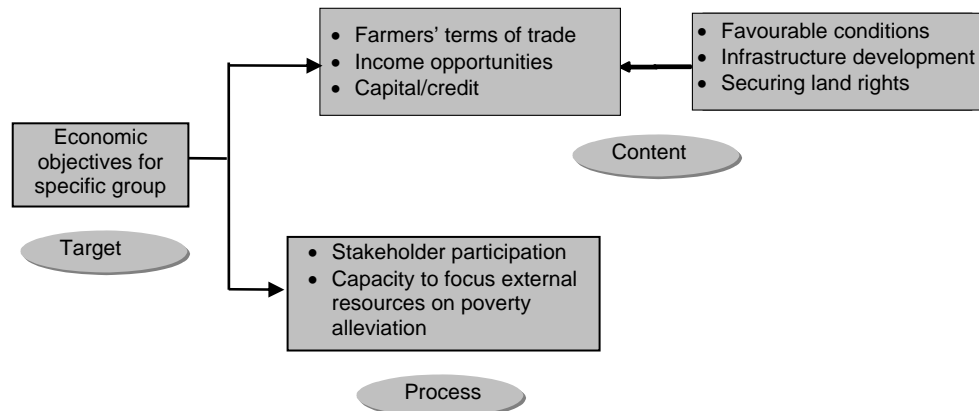 • Farmers’ terms of trade
• Income opportunities
• Capital/credit
• Favourable conditions
• Infrastructure development
• Securing land rights
Economic
objectives for
specific group
Content
Target
• Stakeholder participation
• Capacity to focus external
resources on poverty
alleviation
Process